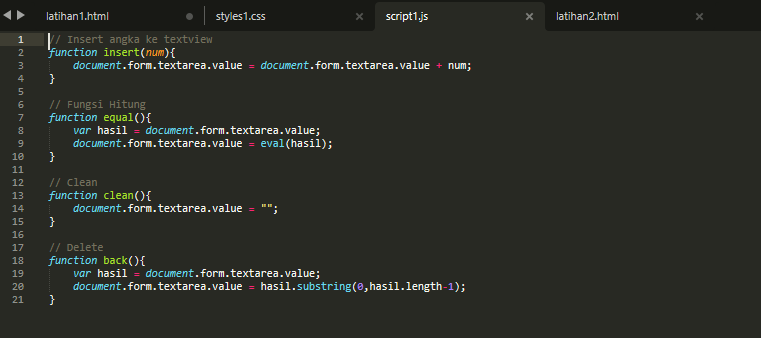 latihan1.html styles1.css script1.js latihan2.html
1 // Insert angka ke textview
2 function insert(num){
3 document.form.textarea.value = document.form.textarea.value + num;
4 }
5
6 // Fungsi Hitung
7 function equal(){
8 var hasil = document.form.textarea.value;
9 document.form.textarea.value = eval(hasil);
10 }
11
12 // Clean
13 function clean(){
14 document.form.textarea.value = "";
15 }
16
17 // Delete
18 function back(){
19 var hasil = document.form.textarea.value;
20 document.form.textarea.value = hasil.substring(0,hasil.length-1);
21 }